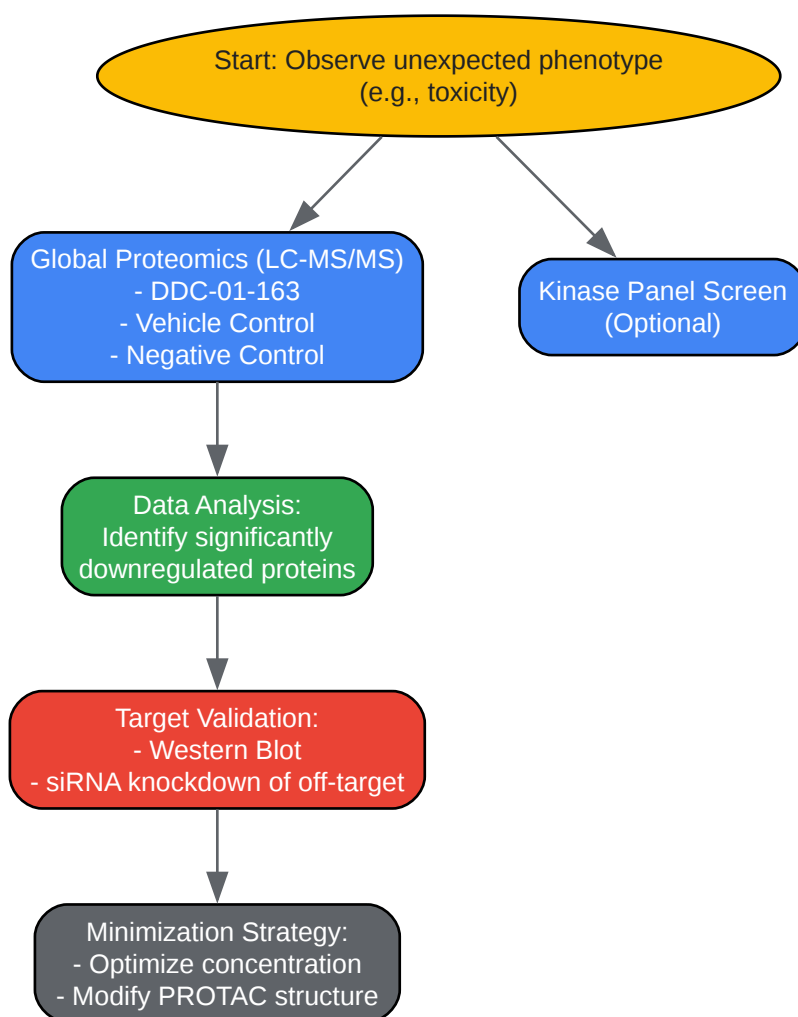 Start: Observe unexpected phenotype
(e.g., toxicity)
Global Proteomics (LC-MS/MS)
- DDC-01-163
- Vehicle Control
- Negative Control
Kinase Panel Screen
(Optional)
Data Analysis:
Identify significantly
downregulated proteins
Target Validation:
- Western Blot
- siRNA knockdown of off-target
Minimization Strategy:
- Optimize concentration
- Modify PROTAC structure